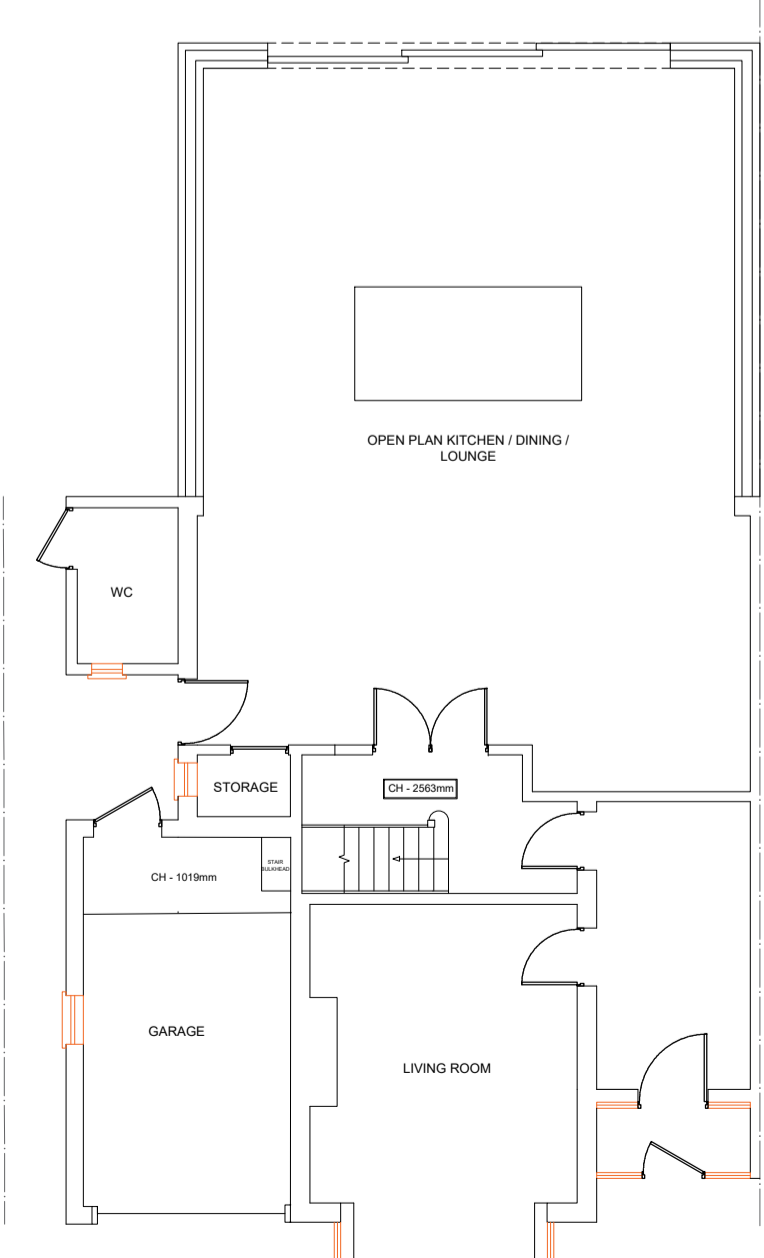 OPEN PLAN KITCHEN / DINING /
LOUNGE
WC
STORAGE
CH - 2563mm
STAIR
BULKHEAD
CH - 1019mm
GARAGE
LIVING ROOM